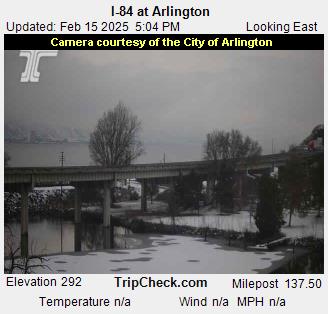 I-84 at Arlington
Updated: Feb 15 2025 5:04 PM Looking East
Camera courtesy of the City of Arlington
Elevation 292 TripCheck.com Milepost 137.50
Temperature n/a Wind n/a MPH n/a